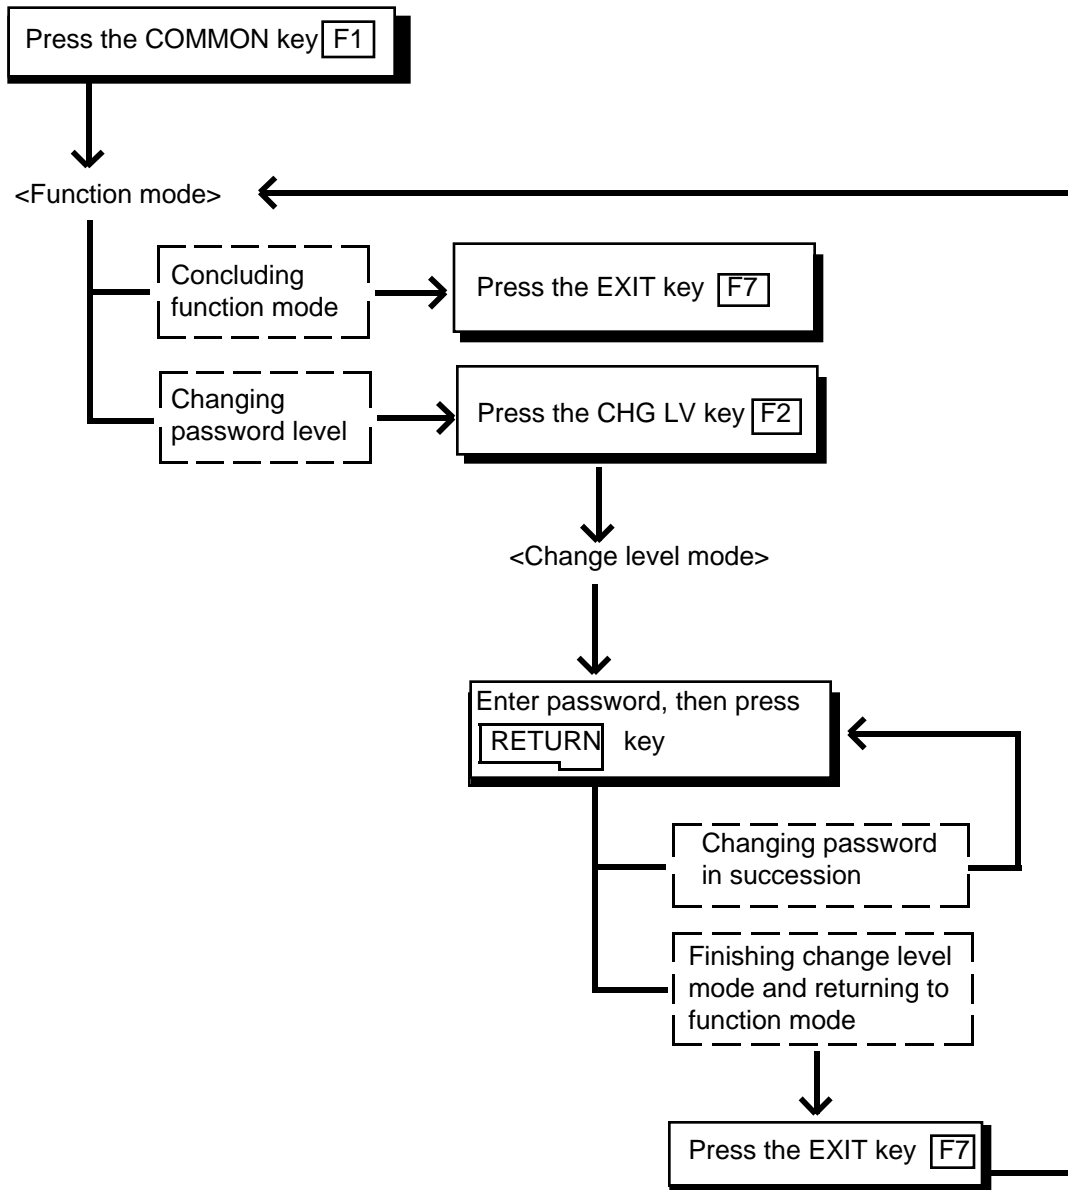 Press the COMMON key F1
<Function mode>
Concluding
function mode
Press the EXIT key F7
Changing
password level
Press the CHG LV key F2
<Change level mode>
Enter password, then press
RETURN key
Changing password
in succession
Finishing change level
mode and returning to
function mode
Press the EXIT key F7